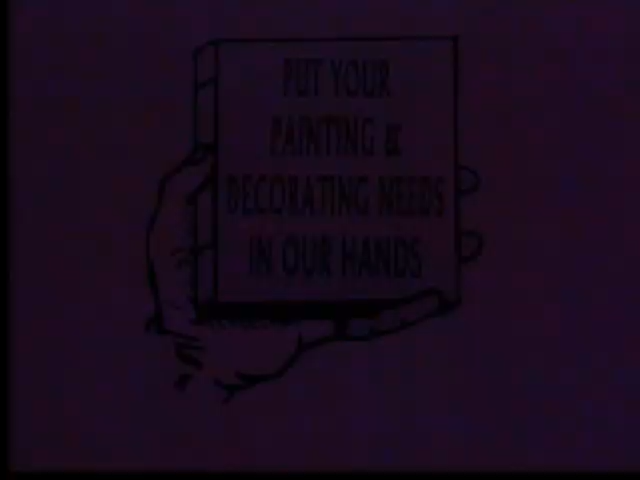 PUT YOUR
PAINTING &
DECORATING NEEDS
IN OUR HANDS